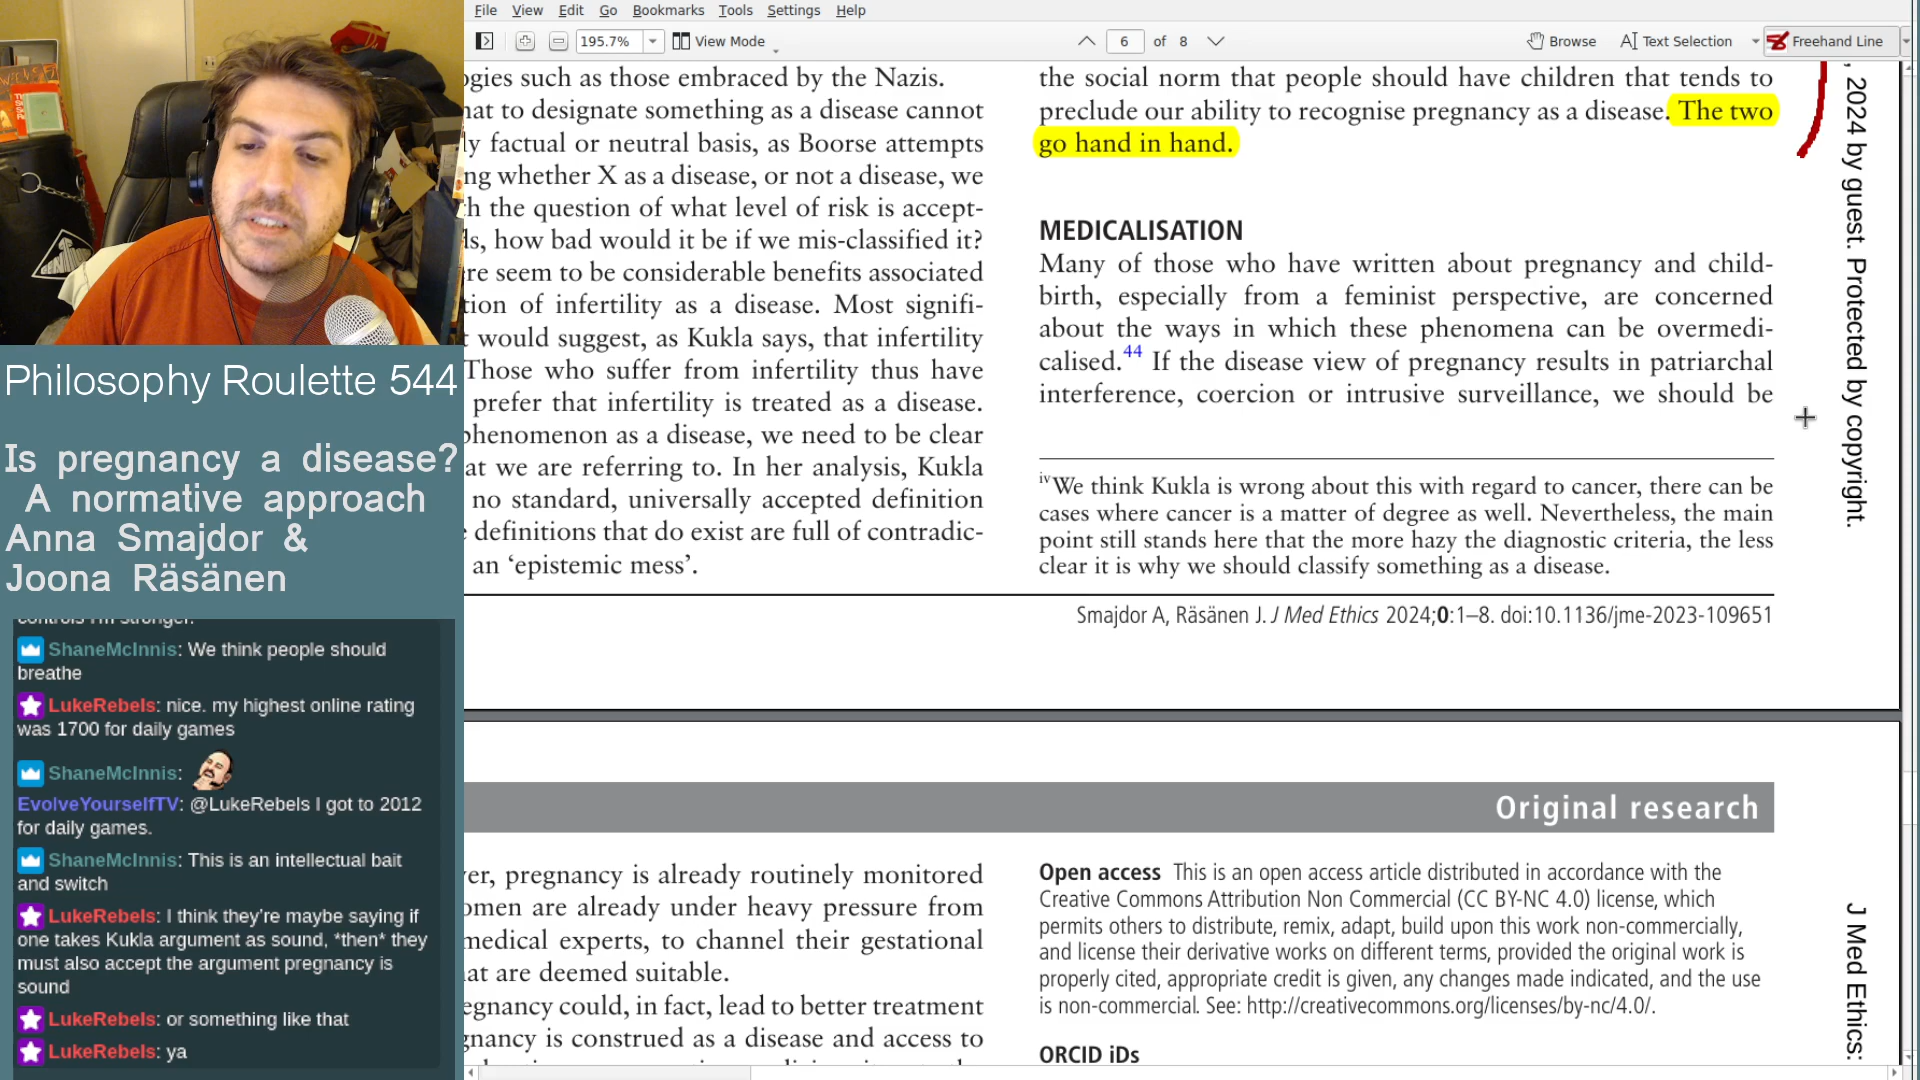 File View Edit Go Bookmarks Tools Settings Help
195.7% View Mode 6 of 8 Browse Text Selection Freehand Line
ogies such as those embraced by the Nazis.
hat to designate something as a disease cannot
ly factual or neutral basis, as Boorse attempts
ng whether X as a disease, or not a disease, we
h the question of what level of risk is accept-
ls, how bad would it be if we mis-classified it?
re seem to be considerable benefits associated
tion of infertility as a disease. Most signifi-
t would suggest, as Kukla says, that infertility
Those who suffer from infertility thus have
prefer that infertility is treated as a disease.
phenomenon as a disease, we need to be clear
at we are referring to. In her analysis, Kukla
no standard, universally accepted definition
e definitions that do exist are full of contradic-
an ‘epistemic mess’.
the social norm that people should have children that tends to
preclude our ability to recognise pregnancy as a disease. The two
go hand in hand.
MEDICALISATION
Many of those who have written about pregnancy and child-
birth, especially from a feminist perspective, are concerned
about the ways in which these phenomena can be overmedi-
calised.44 If the disease view of pregnancy results in patriarchal
interference, coercion or intrusive surveillance, we should be
ivWe think Kukla is wrong about this with regard to cancer, there can be
cases where cancer is a matter of degree as well. Nevertheless, the main
point still stands here that the more hazy the diagnostic criteria, the less
clear it is why we should classify something as a disease.
Smajdor A, Räsänen J. J Med Ethics 2024;0:1–8. doi:10.1136/jme-2023-109651
, 2024 by guest. Protected by copyright.
Original research
ver, pregnancy is already routinely monitored
omen are already under heavy pressure from
medical experts, to channel their gestational
at are deemed suitable.
egnancy could, in fact, lead to better treatment
gnancy is construed as a disease and access to
Open access This is an open access article distributed in accordance with the
Creative Commons Attribution Non Commercial (CC BY-NC 4.0) license, which
permits others to distribute, remix, adapt, build upon this work non-commercially,
and license their derivative works on different terms, provided the original work is
properly cited, appropriate credit is given, any changes made indicated, and the use
is non-commercial. See: http://creativecommons.org/licenses/by-nc/4.0/.
ORCID iDs
J Med Ethics:
Philosophy Roulette 544
Is pregnancy a disease?
A normative approach
Anna Smajdor &
Joona Räsänen
controls I'm stronger.
ShaneMcInnis: We think people should
breathe
LukeRebels: nice. my highest online rating
was 1700 for daily games
ShaneMcInnis:
EvolveYourselfTV: @LukeRebels I got to 2012
for daily games.
ShaneMcInnis: This is an intellectual bait
and switch
LukeRebels: I think they're maybe saying if
one takes Kukla argument as sound, *then* they
must also accept the argument pregnancy is
sound
LukeRebels: or something like that
LukeRebels: ya